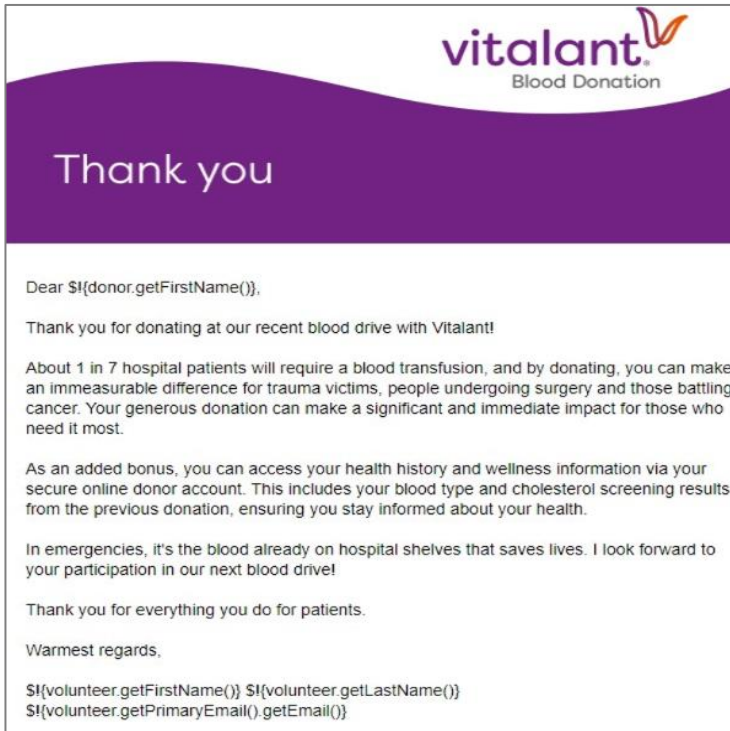 vitalant®
Blood Donation
Thank you
Dear $!{donor.getFirstName()},
Thank you for donating at our recent blood drive with Vitalant!
About 1 in 7 hospital patients will require a blood transfusion, and by donating, you can make
an immeasurable difference for trauma victims, people undergoing surgery and those battling
cancer. Your generous donation can make a significant and immediate impact for those who
need it most.
As an added bonus, you can access your health history and wellness information via your
secure online donor account. This includes your blood type and cholesterol screening results
from the previous donation, ensuring you stay informed about your health.
In emergencies, it's the blood already on hospital shelves that saves lives. I look forward to
your participation in our next blood drive!
Thank you for everything you do for patients.
Warmest regards,
$!{volunteer.getFirstName()} $!{volunteer.getLastName()}
$!{volunteer.getPrimaryEmail().getEmail()}